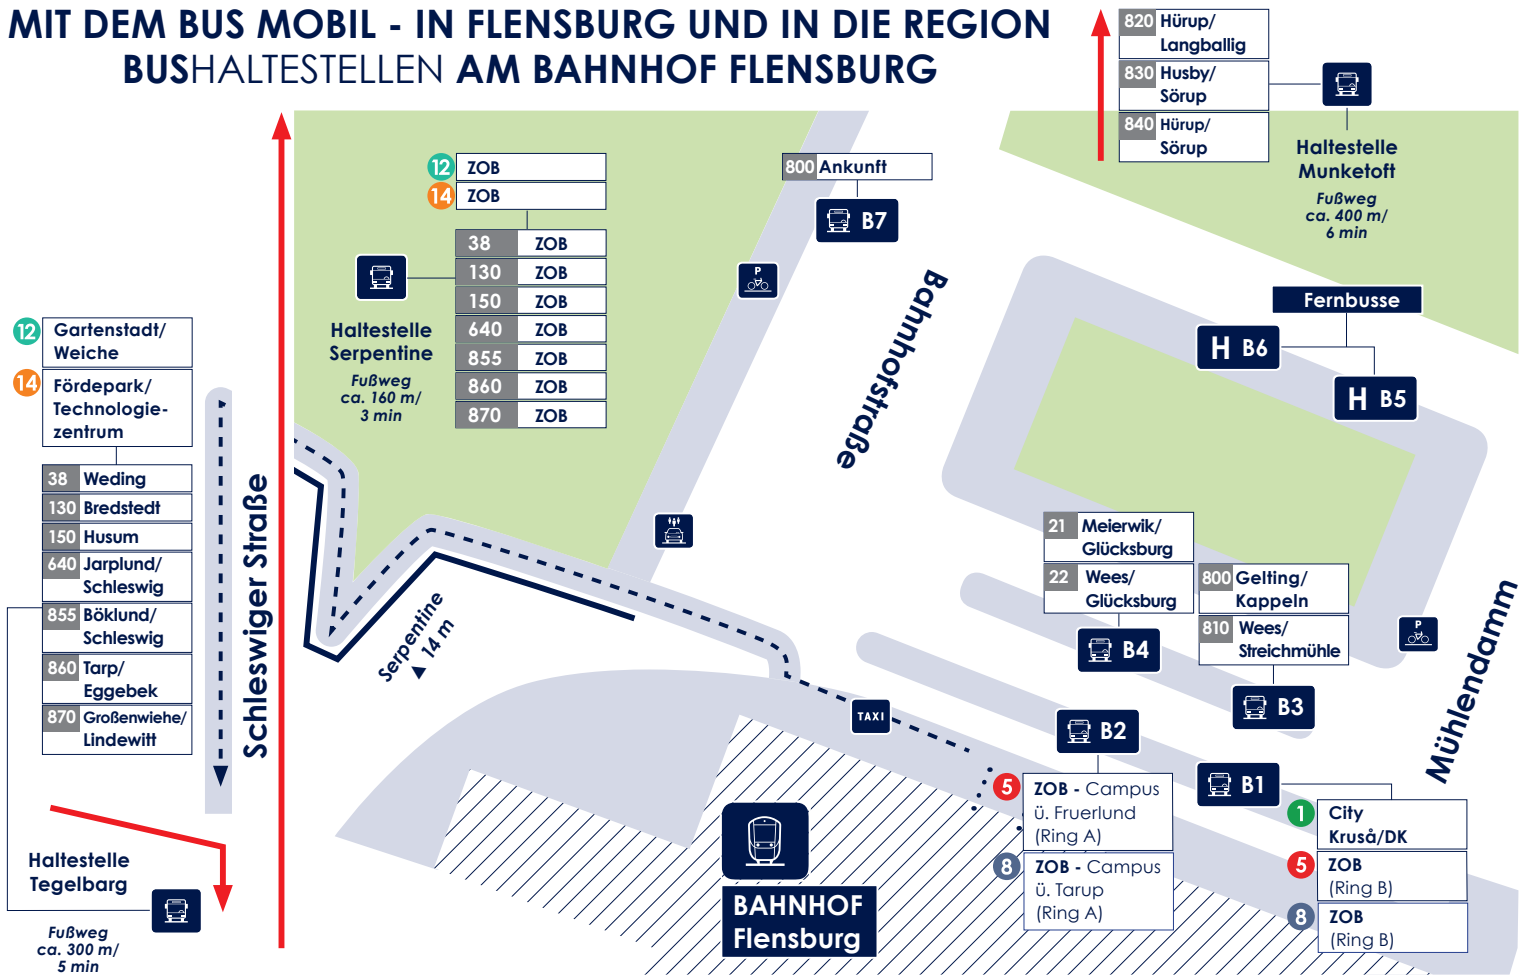 MIT DEM BUS MOBIL - IN FLENSBURG UND IN DIE REGION
BUSHALTESTELLEN AM BAHNHOF FLENSBURG
820 Hürup/
Langballig
830 Husby/
Sörup
840 Hürup/
Sörup
Haltestelle
Munketoft
Fußweg
ca. 400 m/
6 min
12 ZOB
14 ZOB
38 ZOB
130 ZOB
150 ZOB
640 ZOB
855 ZOB
860 ZOB
870 ZOB
Haltestelle
Serpentine
Fußweg
ca. 160 m/
3 min
800 Ankunft
B7
P
Bahnhofstraße
Fernbusse
H B6
H B5
12 Gartenstadt/
Weiche
14 Fördepark/
Technologie-
zentrum
38 Weding
130 Bredstedt
150 Husum
640 Jarplund/
Schleswig
855 Böklund/
Schleswig
860 Tarp/
Eggebek
870 Großenwiehe/
Lindewitt
Schleswiger Straße
Haltestelle
Tegelbarg
Fußweg
ca. 300 m/
5 min
Serpentine
▲ 14 m
21 Meierwik/
Glücksburg
22 Wees/
Glücksburg
B4
800 Gelting/
Kappeln
810 Wees/
Streichmühle
B3
P
Mühlendamm
TAXI
B2
5 ZOB - Campus
ü. Fruerlund
(Ring A)
8 ZOB - Campus
ü. Tarup
(Ring A)
B1
1 City
Kruså/DK
5 ZOB
(Ring B)
8 ZOB
(Ring B)
BAHNHOF
Flensburg